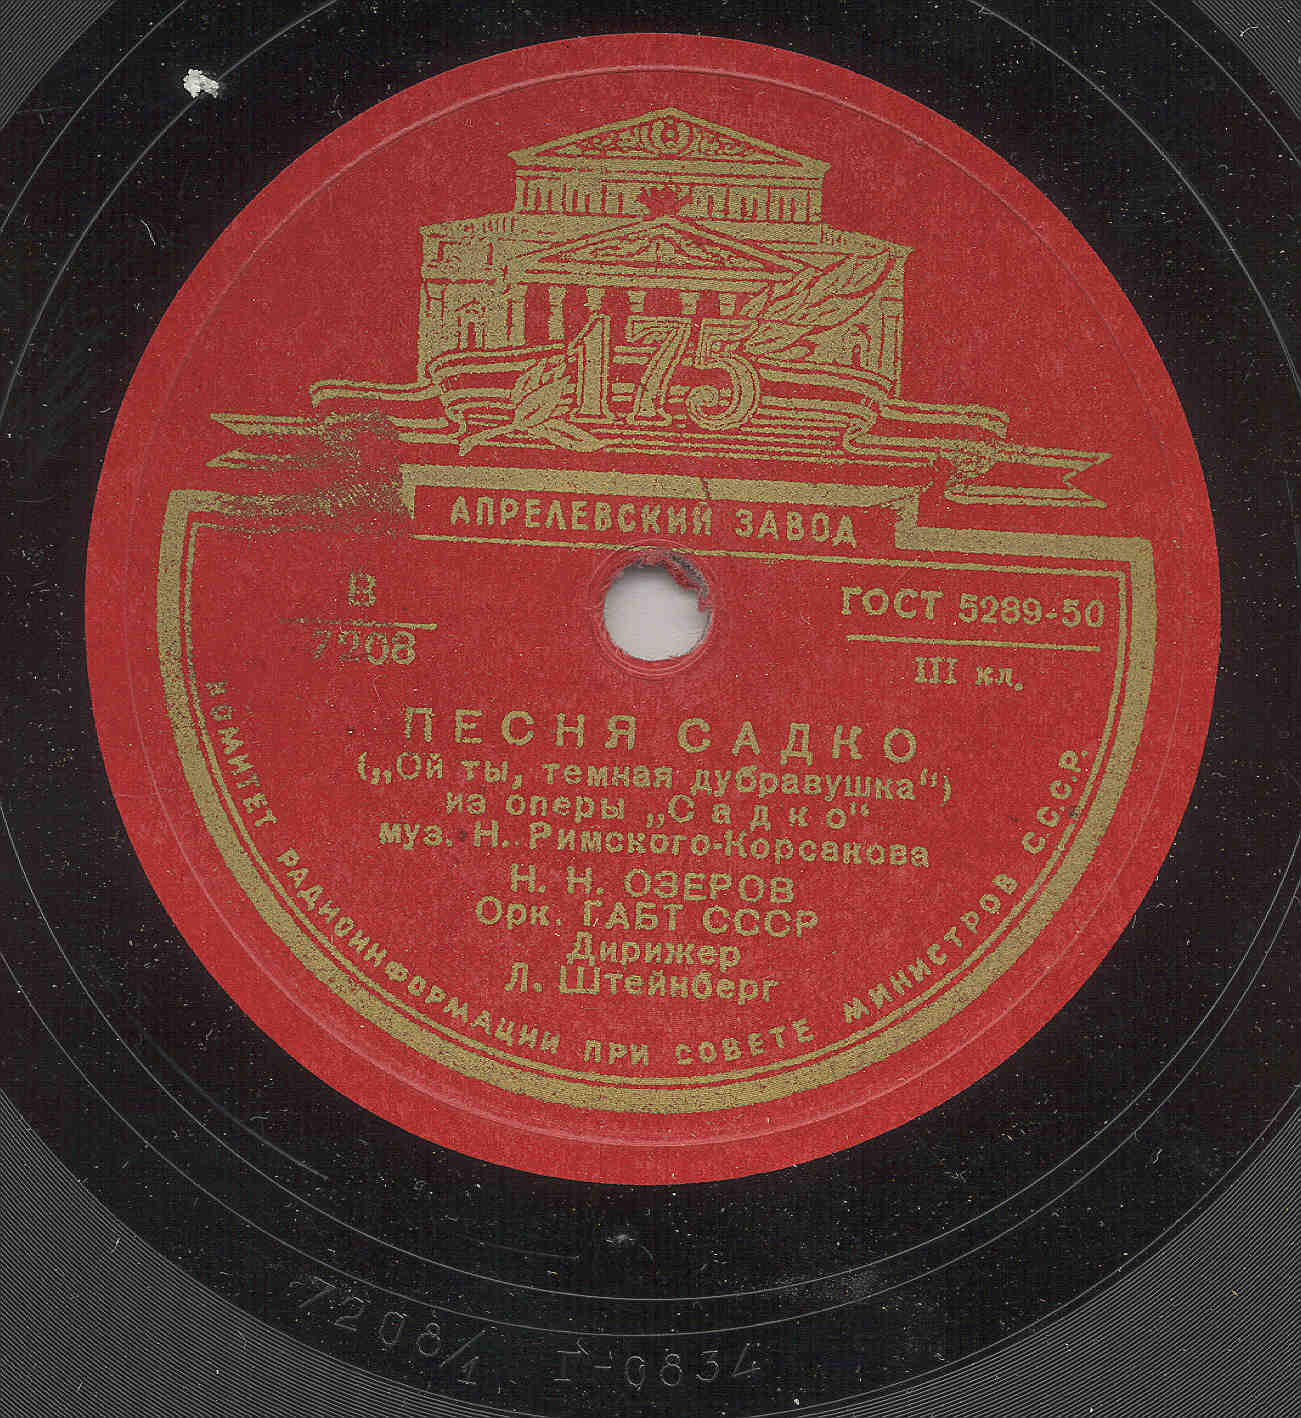 175
АПРЕЛЕВСКИЙ ЗАВОД
В
7208
ГОСТ 5289-50
III кл.
ПЕСНЯ САДКО
(„Ой ты, темная дубравушка“)
из оперы „Садко“
муз. Н. Римского-Корсакова
Н. Н. ОЗЕРОВ
Орк. ГАБТ СССР
Дирижер
Л. Штейнберг
КОМИТЕТ РАДИОИНФОРМАЦИИ ПРИ СОВЕТЕ МИНИСТРОВ С.С.С.Р.
7208/1 Г-0834